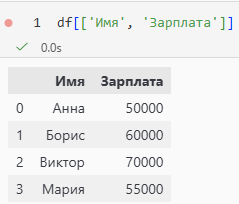 1 df[['Имя', 'Зарплата']]
0.0s
Имя Зарплата
0 Анна 50000
1 Борис 60000
2 Виктор 70000
3 Мария 55000